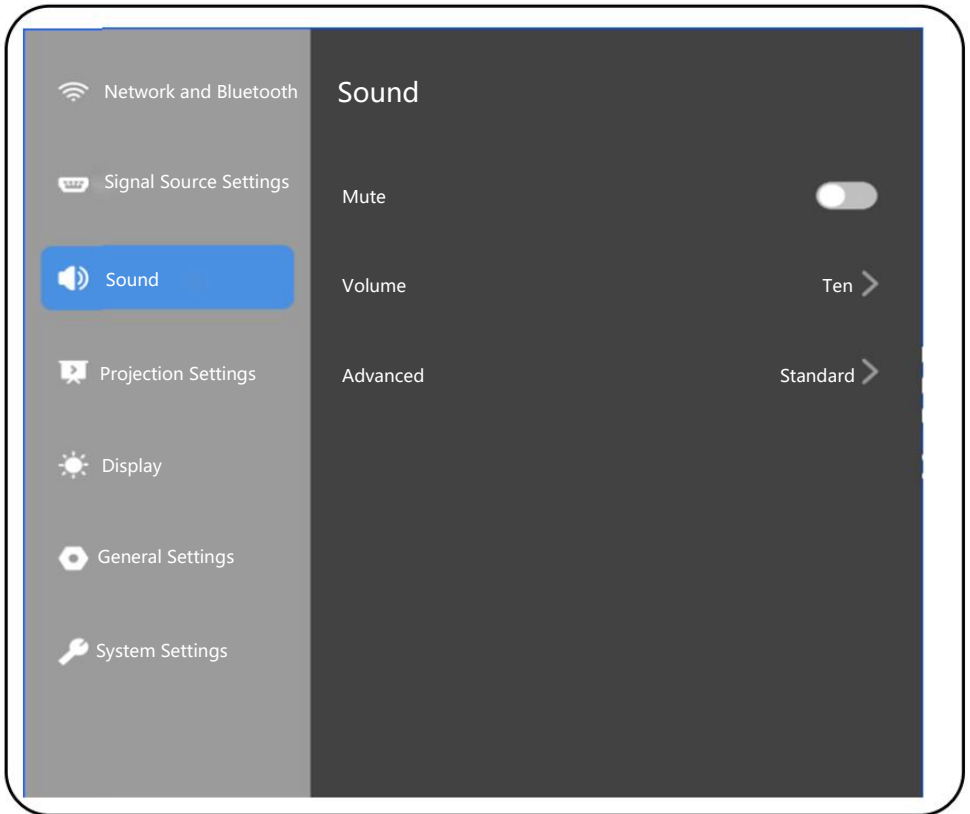 Network and Bluetooth
Signal Source Settings
Sound
Projection Settings
Display
General Settings
System Settings
Sound
Mute
Volume Ten
Advanced Standard